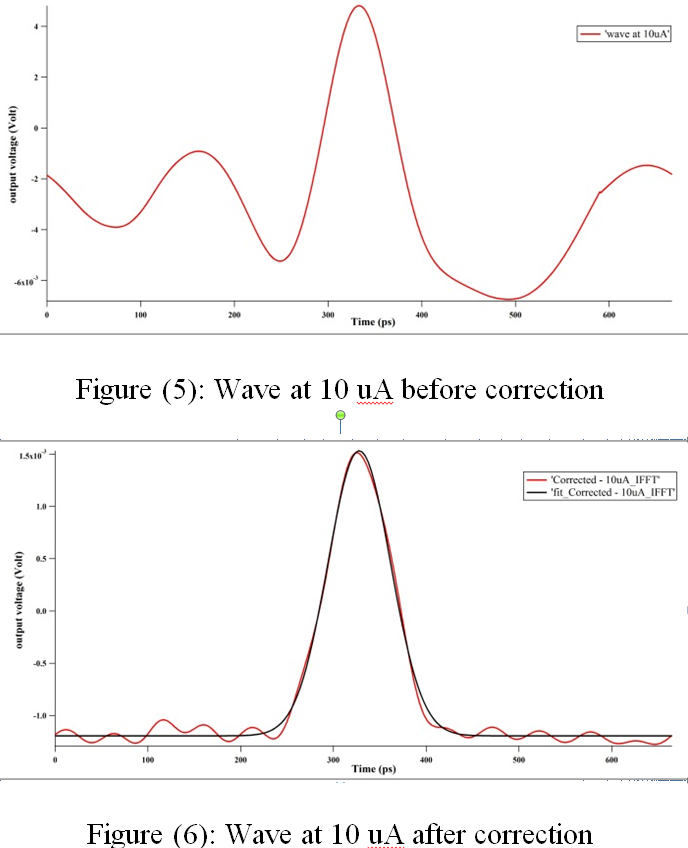 4
'wave at 10uA'
2
0
-2
-4
-6x10⁻³
output voltage (Volt)
0 100 200 300 400 500 600
Time (ps)
Figure (5): Wave at 10 uA before correction
1.5x10⁻³
'Corrected - 10uA_IFFT'
'fit_Corrected - 10uA_IFFT'
1.0
0.5
0.0
-0.5
-1.0
output voltage (Volt)
0 100 200 300 400 500 600
Time (ps)
Figure (6): Wave at 10 uA after correction